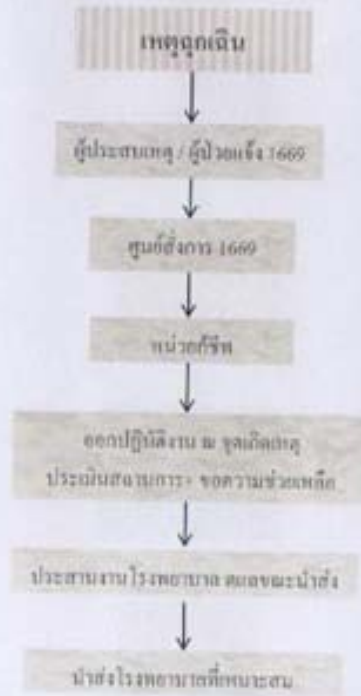 เหตุฉุกเฉิน
ผู้ประสบเหตุ / ผู้ป่วยแจ้ง 1669
ศูนย์สั่งการ 1669
หน่วยกู้ชีพ
ออกปฏิบัติงาน ณ จุดเกิดเหตุ
ประเมินสถานการ- ขอความช่วยเหลือ
ประสานงานโรงพยาบาล ดูแลขณะนำส่ง
นำส่งโรงพยาบาลที่เหมาะสม